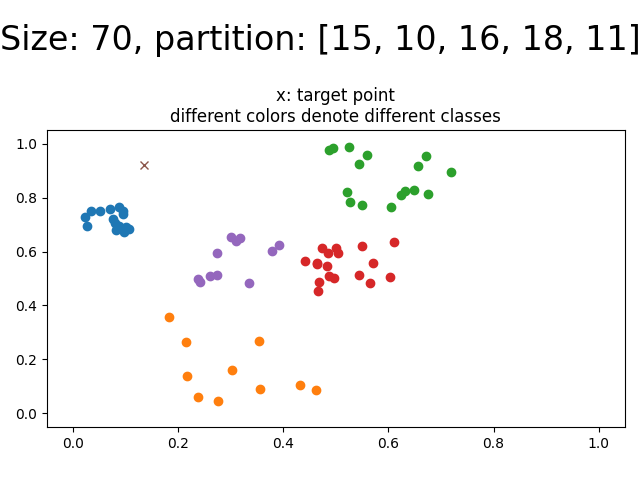 Size: 70, partition: [15, 10, 16, 18, 11]
x: target point
different colors denote different classes
1.0
0.8
0.6
0.4
0.2
0.0
0.0 0.2 0.4 0.6 0.8 1.0